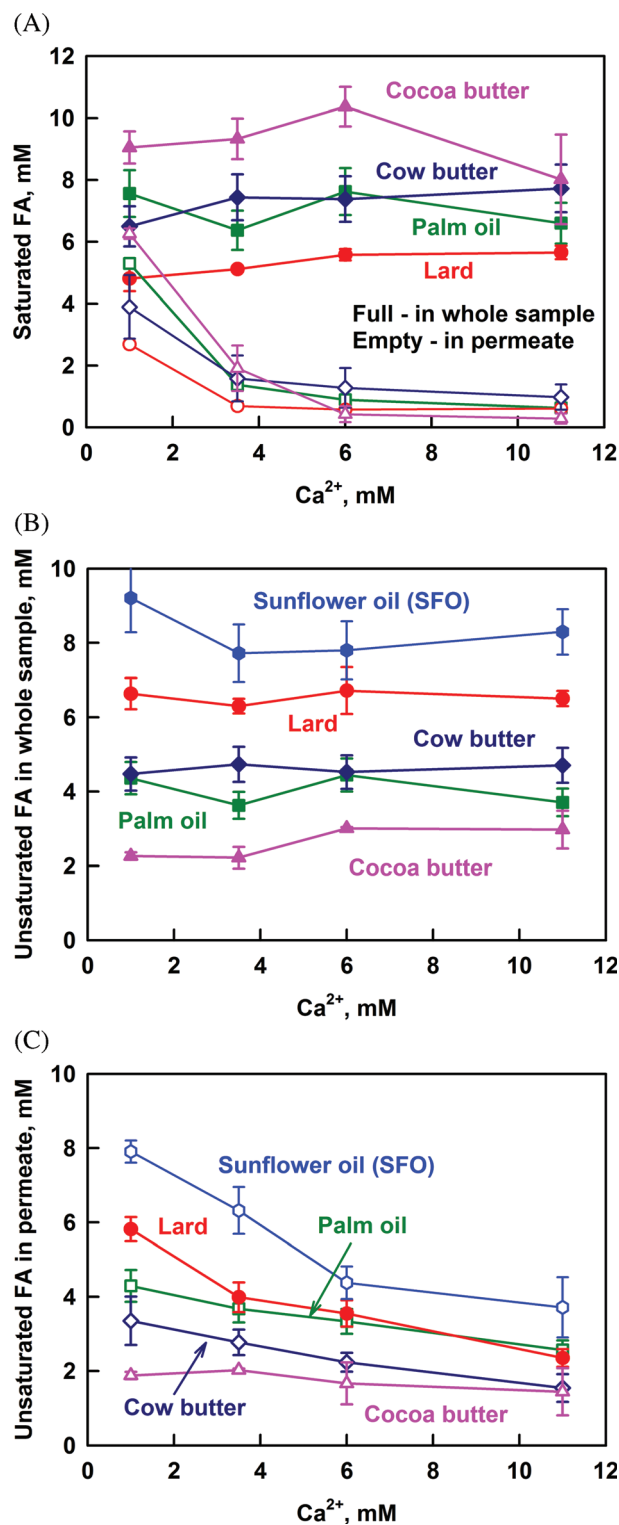 (A)
12
10
8
6
4
2
0
Saturated FA, mM
Cocoa butter
Cow butter
Palm oil
Lard
Full - in whole sample
Empty - in permeate
0 2 4 6 8 10 12
Ca²⁺, mM
(B)
10
8
6
4
2
0
Unsaturated FA in whole sample, mM
Sunflower oil (SFO)
Lard
Cow butter
Palm oil
Cocoa butter
0 2 4 6 8 10 12
Ca²⁺, mM
(C)
10
8
6
4
2
0
Unsaturated FA in permeate, mM
Sunflower oil (SFO)
Palm oil
Lard
Cow butter
Cocoa butter
0 2 4 6 8 10 12
Ca²⁺, mM